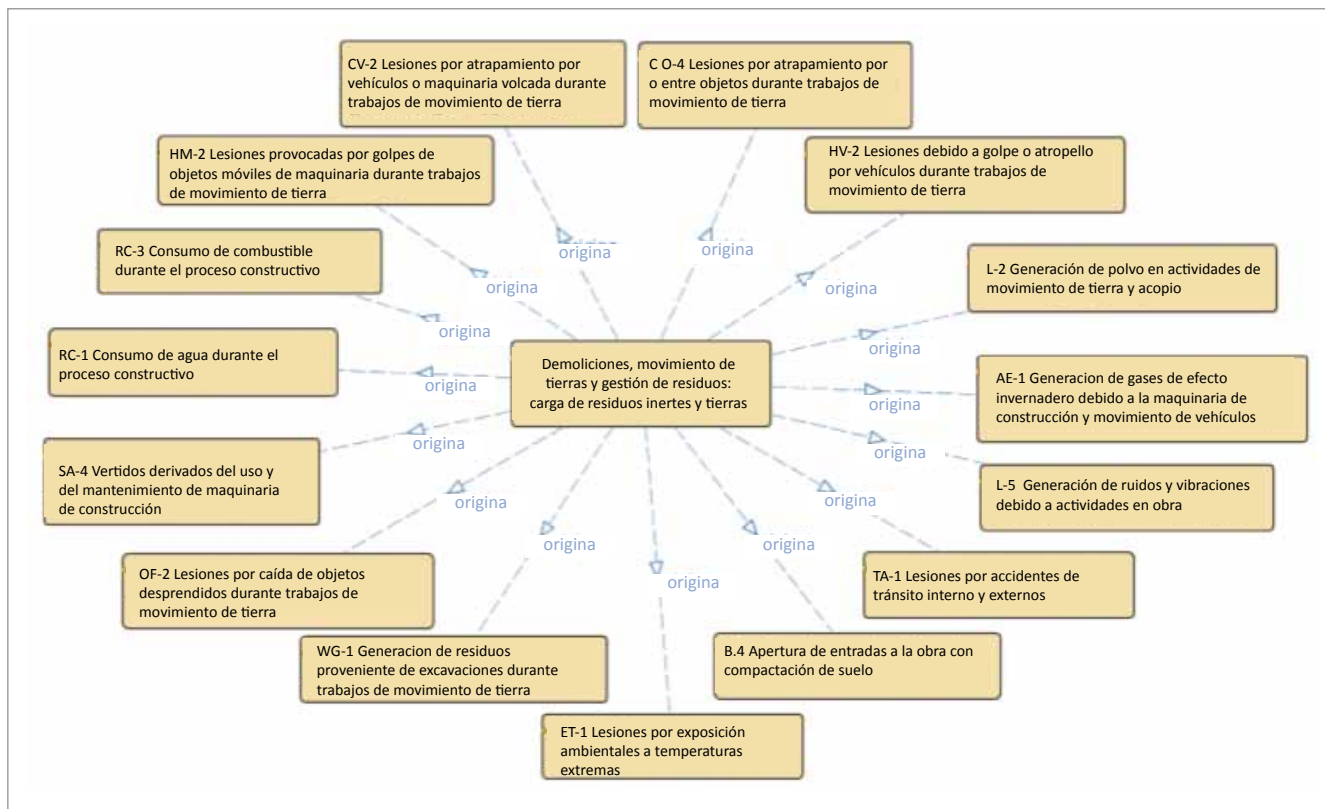 CV-2 Lesiones por atrapamiento por
vehículos o maquinaria volcada durante
trabajos de movimiento de tierra
C O-4 Lesiones por atrapamiento por
o entre objetos durante trabajos de
movimiento de tierra
HM-2 Lesiones provocadas por golpes de
objetos móviles de maquinaria durante trabajos
de movimiento de tierra
HV-2 Lesiones debido a golpe o atropello
por vehículos durante trabajos de
movimiento de tierra
RC-3 Consumo de combustible
durante el proceso constructivo
L-2 Generación de polvo en actividades de
movimiento de tierra y acopio
origina
origina
origina
origina
origina
origina
RC-1 Consumo de agua durante el
proceso constructivo
Demoliciones, movimiento de
tierras y gestión de residuos:
carga de residuos inertes y tierras
AE-1 Generacion de gases de efecto
invernadero debido a la maquinaria de
construcción y movimiento de vehículos
origina
origina
origina
origina
SA-4 Vertidos derivados del uso y
del mantenimiento de maquinaria
de construcción
L-5 Generación de ruidos y vibraciones
debido a actividades en obra
origina
origina
origina
origina
origina
OF-2 Lesiones por caída de objetos
desprendidos durante trabajos de
movimiento de tierra
TA-1 Lesiones por accidentes de
tránsito interno y externos
WG-1 Generacion de residuos
proveniente de excavaciones durante
trabajos de movimiento de tierra
B.4 Apertura de entradas a la obra con
compactación de suelo
ET-1 Lesiones por exposición
ambientales a temperaturas
extremas